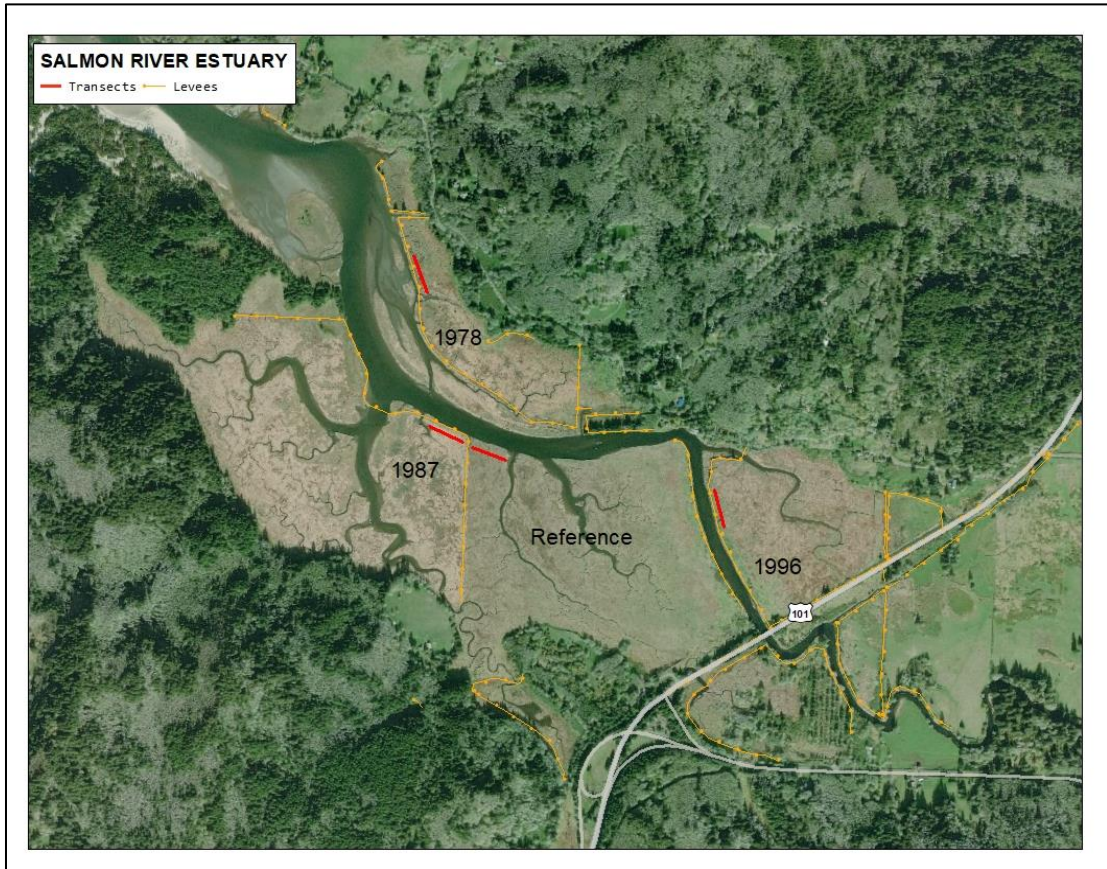 SALMON RIVER ESTUARY
Transects Levees
1978
1987
Reference
1996
101